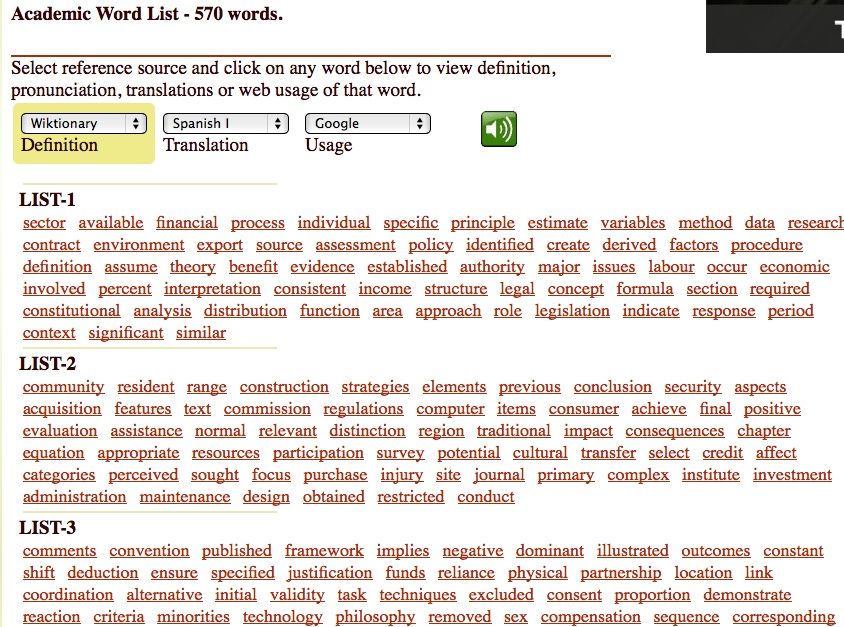 Academic Word List - 570 words.
Select reference source and click on any word below to view definition,
pronunciation, translations or web usage of that word.
Wiktionary Spanish I Google
Definition Translation Usage
LIST-1
sector available financial process individual specific principle estimate variables method data research
contract environment export source assessment policy identified create derived factors procedure
definition assume theory benefit evidence established authority major issues labour occur economic
involved percent interpretation consistent income structure legal concept formula section required
constitutional analysis distribution function area approach role legislation indicate response period
context significant similar
LIST-2
community resident range construction strategies elements previous conclusion security aspects
acquisition features text commission regulations computer items consumer achieve final positive
evaluation assistance normal relevant distinction region traditional impact consequences chapter
equation appropriate resources participation survey potential cultural transfer select credit affect
categories perceived sought focus purchase injury site journal primary complex institute investment
administration maintenance design obtained restricted conduct
LIST-3
comments convention published framework implies negative dominant illustrated outcomes constant
shift deduction ensure specified justification funds reliance physical partnership location link
coordination alternative initial validity task techniques excluded consent proportion demonstrate
reaction criteria minorities technology philosophy removed sex compensation sequence corresponding